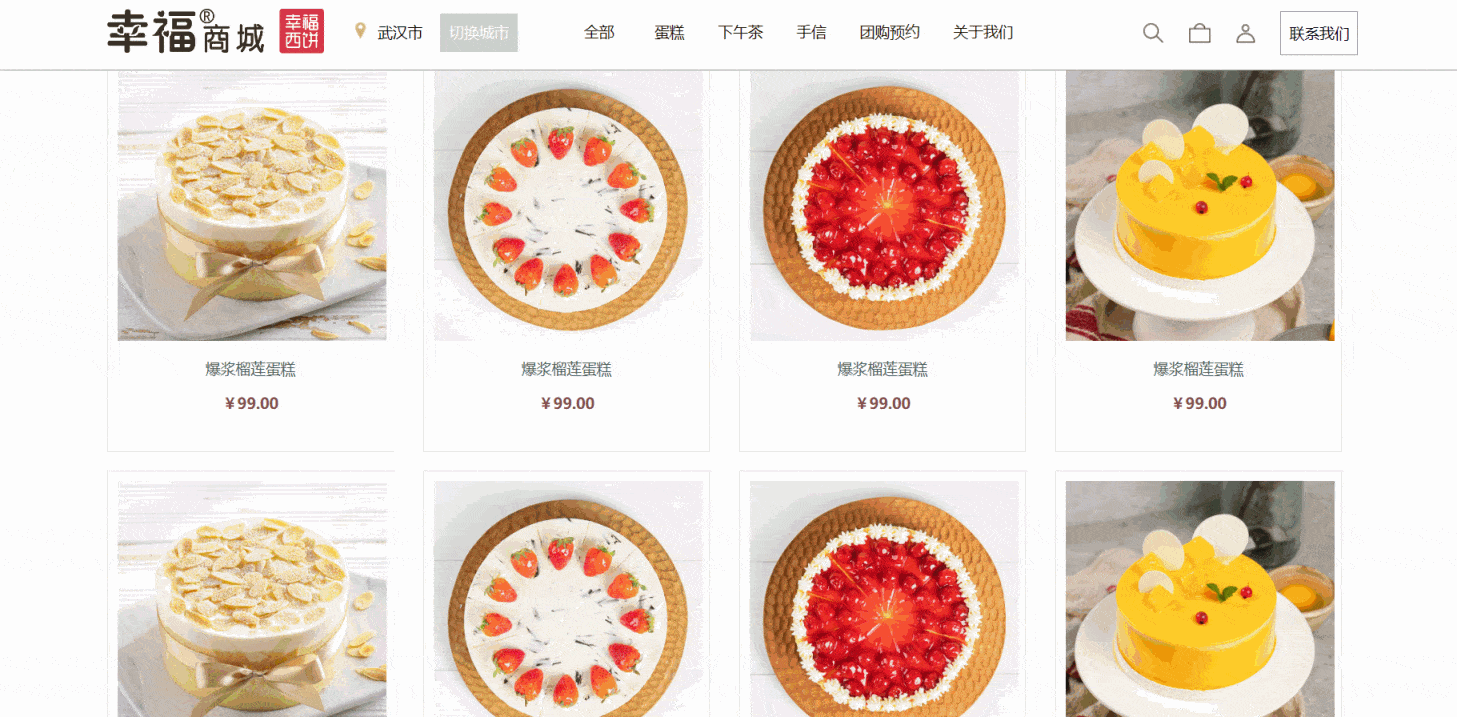 幸福®商城 幸福西饼 武汉市 切换城市 全部 蛋糕 下午茶 手信 团购预约 关于我们 联系我们
爆浆榴莲蛋糕 爆浆榴莲蛋糕 爆浆榴莲蛋糕 爆浆榴莲蛋糕
¥99.00 ¥99.00 ¥99.00 ¥99.00